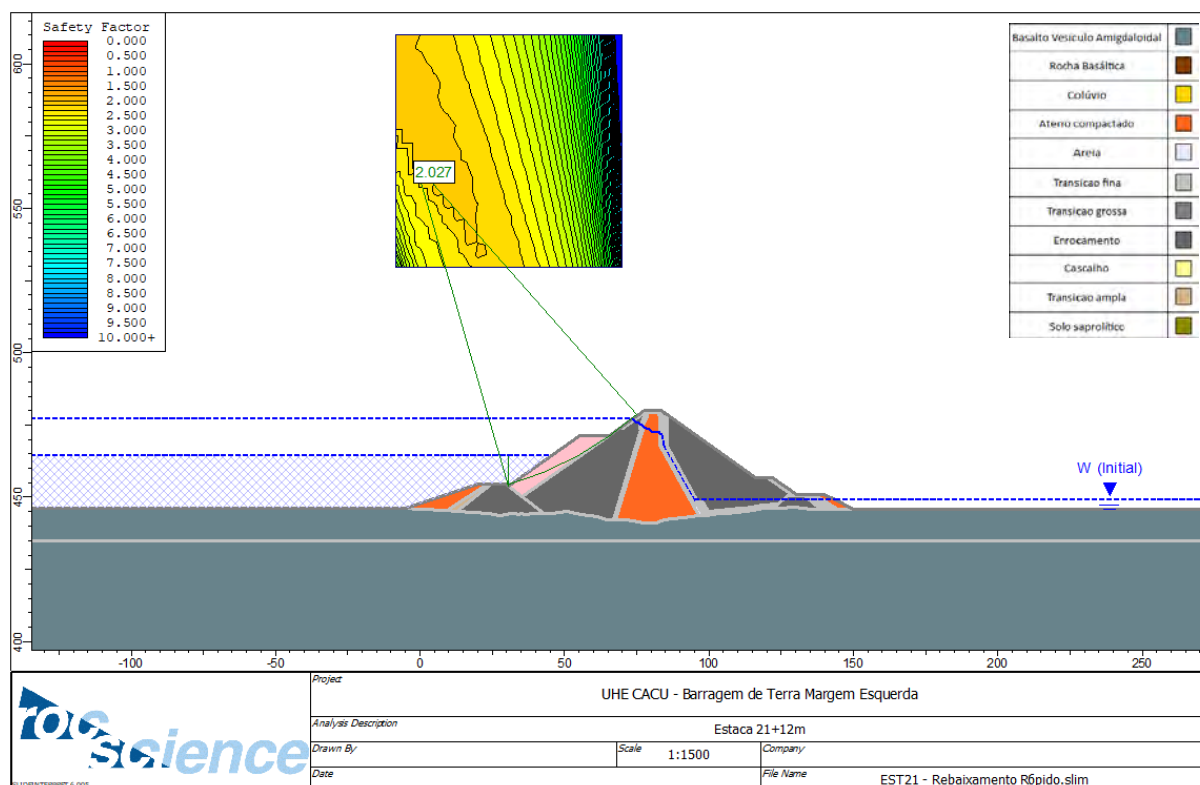 Safety Factor
0.000
0.500
1.000
1.500
2.000
2.500
3.000
3.500
4.000
4.500
5.000
5.500
6.000
6.500
7.000
7.500
8.000
8.500
9.000
9.500
10.000+
2.027
Basalto Vesículo Amigdaloidal
Rocha Basáltica
Colúvio
Aterro compactado
Areia
Transicao fina
Transicao grossa
Enrocamento
Cascalho
Transicao ampla
Solo saprolítico
600
550
500
450
400
W (Initial)
-100 -50 0 50 100 150 200 250
rocscience
Project
UHE CACU - Barragem de Terra Margem Esquerda
Analysis Description
Estaca 21+12m
Drawn By
Scale
1:1500
Company
Date
File Name
EST21 - Rebaixamento Rбpido.slim